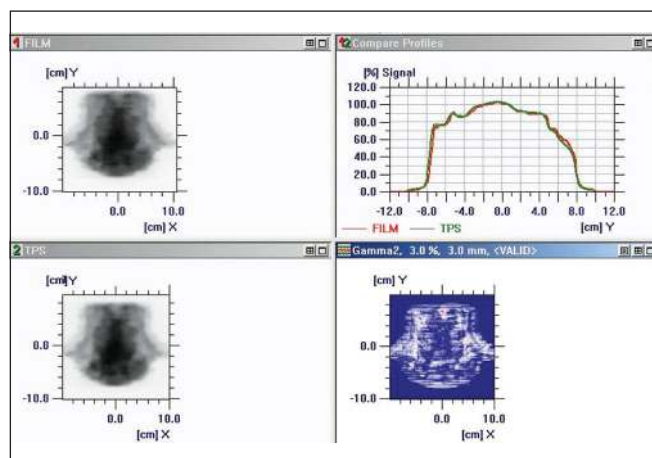 1 FILM
[cm] Y
0.0
-10.0
0.0 10.0
[cm] X
12 Compare Profiles
[%] Signal
120.0
100.0
80.0
60.0
40.0
20.0
0.0
-12.0 -8.0 -4.0 0.0 4.0 8.0 12.0
FILM TPS [cm] Y
2 TPS
[cm] Y
0.0
-10.0
0.0 10.0
[cm] X
Gamma2, 3.0 %, 3.0 mm, <VALID>
[cm] Y
0.0
-10.0
0.0 10.0
[cm] X